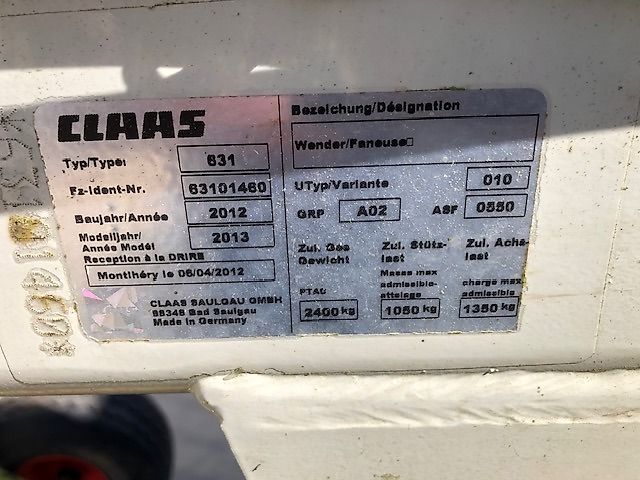 CLAAS
Typ/Type: 631
Fz-Ident-Nr. 63101460
Baujahr/Année 2012
Modelljahr/
Année Modèl 2013
Reception à la DRIRE
Montlhéry le 06/04/2012
CLAAS SAULGAU GMBH
88348 Bad Saulgau
Made in Germany
Bezeichung/Désignation
Wender/Faneuse
UTyp/Variante 010
GRP A02 ASF 0550
Zul. Ges Gewicht
PTAC
2400 kg
Zul. Stütz-
last
Masse max
admissible-
attelage
1050 kg
Zul. Achs-
last
charge max
admissible
1350 kg